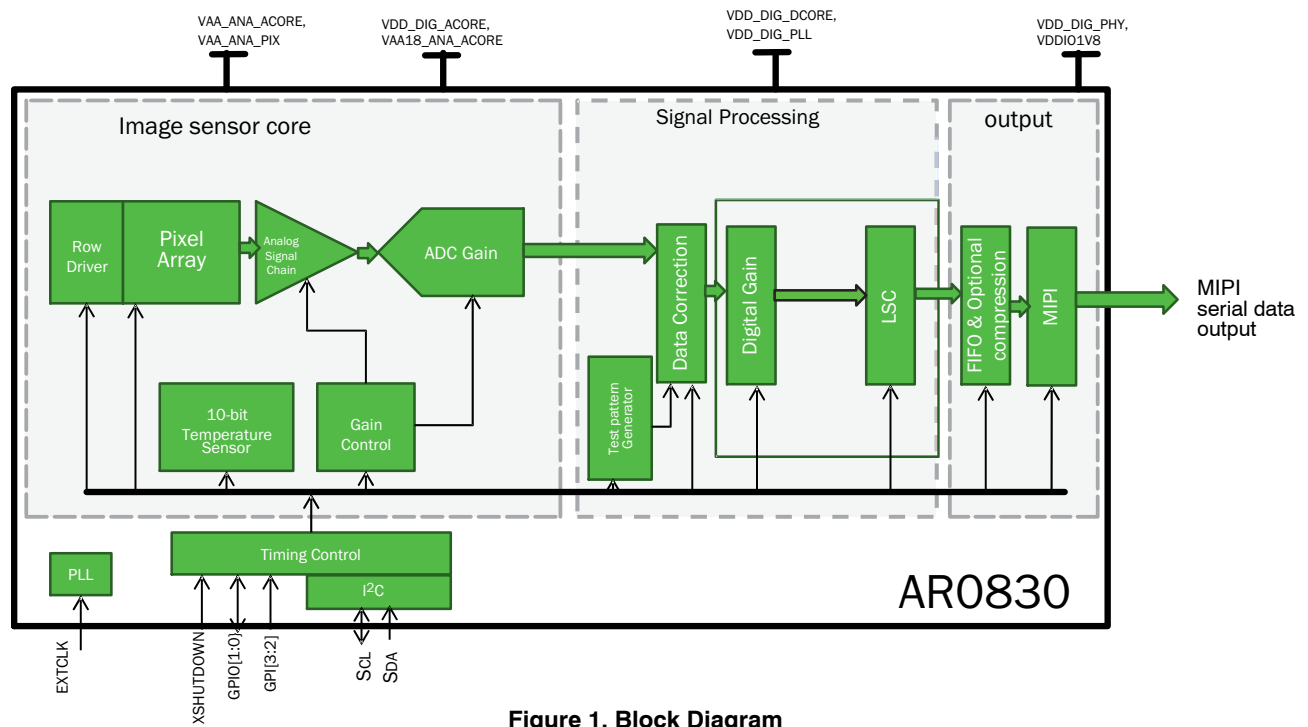 VAA_ANA_ACORE,
VAA_ANA_PIX
VDD_DIG_ACORE,
VAA18_ANA_ACORE
VDD_DIG_DCORE,
VDD_DIG_PLL
VDD_DIG_PHY,
VDDIO1V8
Image sensor core
Signal Processing
output
Row
Driver
Pixel
Array
Analog
Signal
Chain
ADC Gain
Data Correction
Digital Gain
LSC
FIFO & Optional
compression
MIPI
MIPI
serial data
output
10-bit
Temperature
Sensor
Gain
Control
Test pattern
Generator
Timing Control
PLL
I²C
AR0830
EXTCLK
XSHUTDOWN
GPIO[1:0}
GPI[3:2]
SCL
SDA
Figure 1. Block Diagram